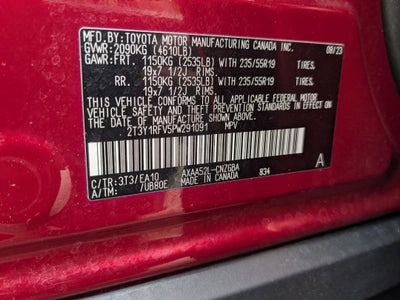 MFD.BY:TOYOTA MOTOR MANUFACTURING CANADA INC. 08/23
GVWR:2090KG (4610LB)
GAWR:FRT. 1150KG (2535LB) WITH 235/55R19 TIRES,
19x7 1/2J RIMS,
RR. 1150KG (2535LB) WITH 235/55R19 TIRES,
19x7 1/2J RIMS,
THIS VEHICLE CONFORMS TO ALL APPLICABLE FEDERAL MOTOR
VEHICLE SAFETY AND THEFT PREVENTION STANDARDS IN EFFECT
ON THE DATE OF MANUFACTURE SHOWN ABOVE.
2T3Y1RFV5PW291091 MPV
C/TR:3T3/EA10 AXAA52L-CNZGBA 834 A
A/TM: /UB80E MADE IN CANADA